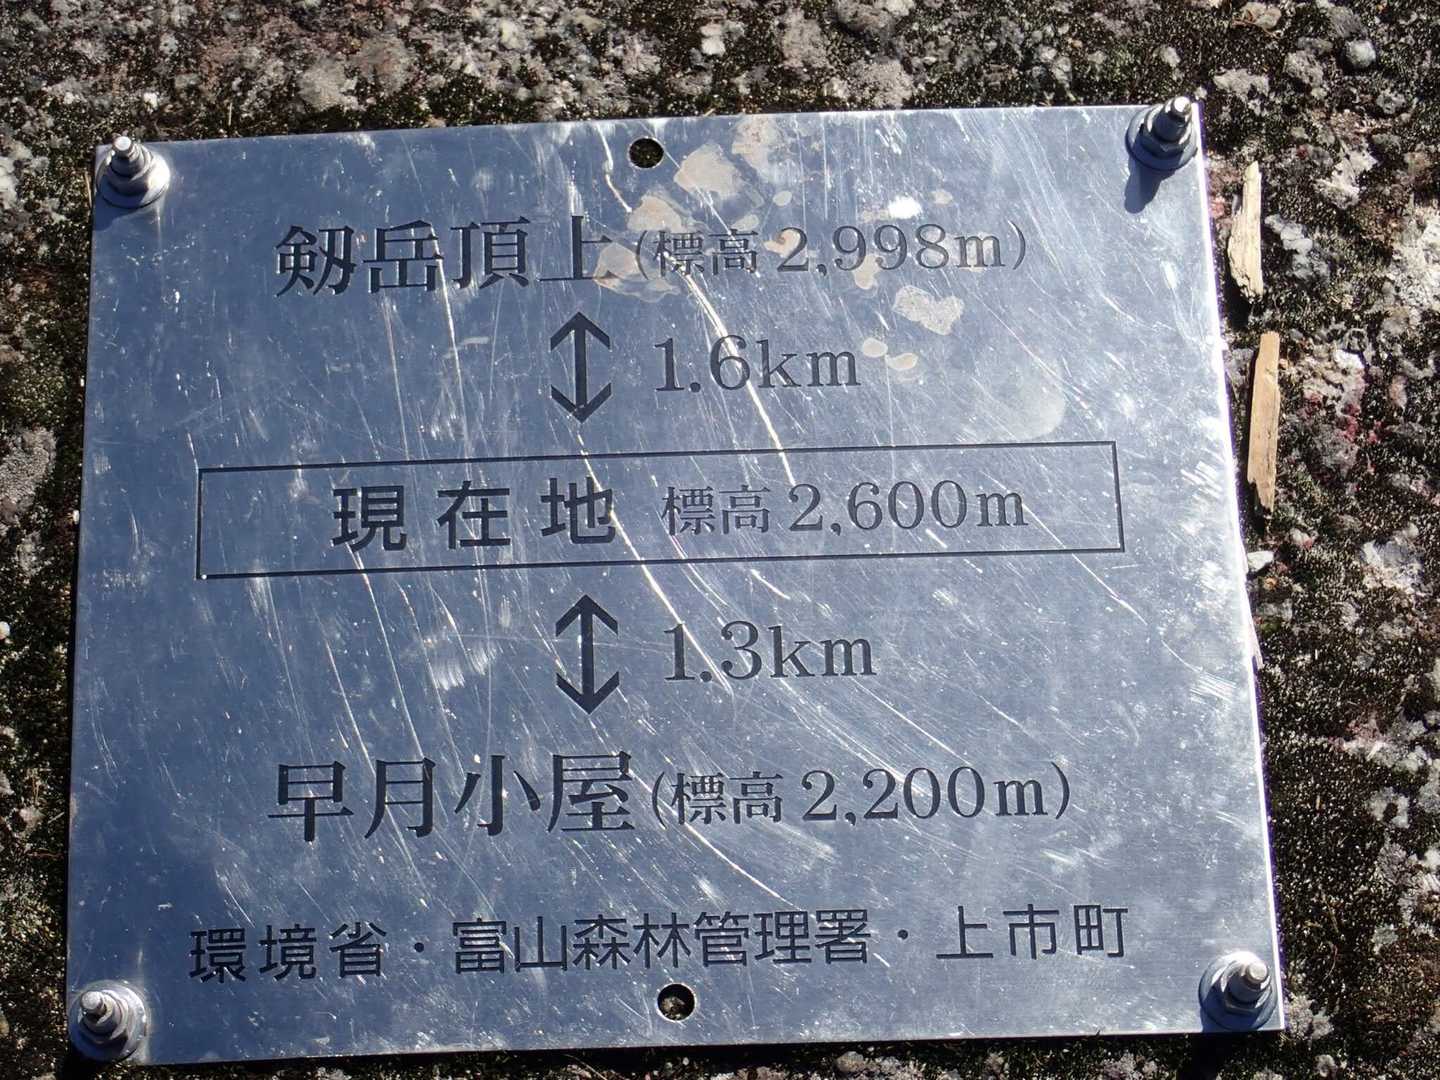 剱岳頂上(標高2,998m)
1.6km
現在地 標高2,600m
1.3km
早月小屋(標高2,200m)
環境省・富山森林管理署・上市町